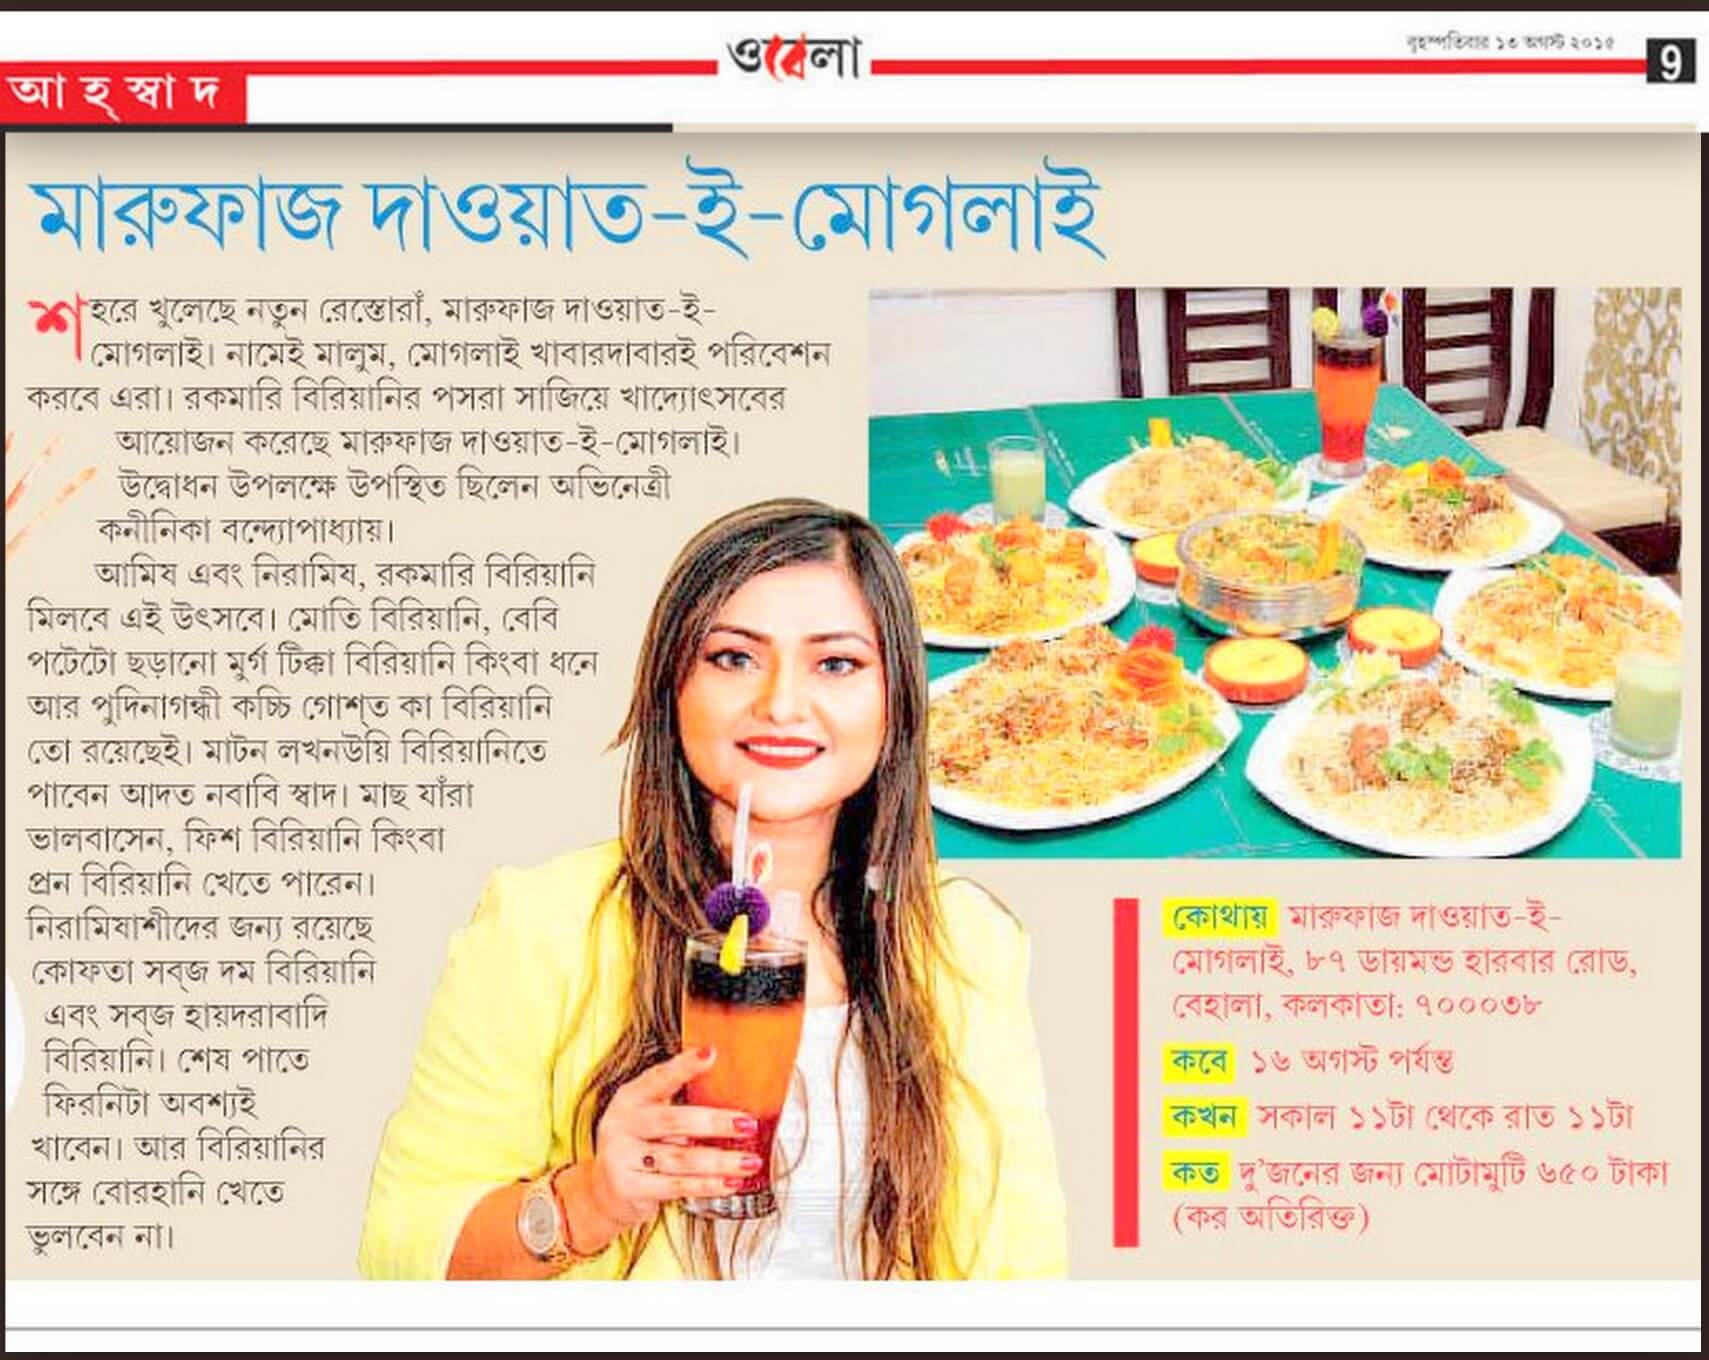 ওবেলা
বৃহস্পতিবার ১৩ অগস্ট ২০১৫
9
আ হ্ স্বা দ
মারুফাজ দাওয়াত-ই-মোগলাই
শহরে খুলেছে নতুন রেস্তোরাঁ, মারুফাজ দাওয়াত-ই-
মোগলাই। নামেই মালুম, মোগলাই খাবারদাবারই পরিবেশন
করবে এরা। রকমারি বিরিয়ানির পসরা সাজিয়ে খাদ্যোৎসবের
আয়োজন করেছে মারুফাজ দাওয়াত-ই-মোগলাই।
উদ্বোধন উপলক্ষে উপস্থিত ছিলেন অভিনেত্রী
কনীনিকা বন্দ্যোপাধ্যায়।
আমিষ এবং নিরামিষ, রকমারি বিরিয়ানি
মিলবে এই উৎসবে। মোতি বিরিয়ানি, বেবি
পটেটো ছড়ানো মুর্গ টিক্কা বিরিয়ানি কিংবা ধনে
আর পুদিনাগন্ধী কচ্চি গোশ্‌ত কা বিরিয়ানি
তো রয়েছেই। মাটন লখনউয়ি বিরিয়ানিতে
পাবেন আদত নবাবি স্বাদ। মাছ যাঁরা
ভালবাসেন, ফিশ বিরিয়ানি কিংবা
প্রন বিরিয়ানি খেতে পারেন।
নিরামিষাশীদের জন্য রয়েছে
কোফতা সব্‌জ দম বিরিয়ানি
এবং সব্‌জ হায়দরাবাদি
বিরিয়ানি। শেষ পাতে
ফিরনিটা অবশ্যই
খাবেন। আর বিরিয়ানির
সঙ্গে বোরহানি খেতে
ভুলবেন না।
কোথায় মারুফাজ দাওয়াত-ই-
মোগলাই, ৮৭ ডায়মন্ড হারবার রোড,
বেহালা, কলকাতা: ৭০০০৩৮
কবে ১৬ অগস্ট পর্যন্ত
কখন সকাল ১১টা থেকে রাত ১১টা
কত দু'জনের জন্য মোটামুটি ৬৫০ টাকা
(কর অতিরিক্ত)